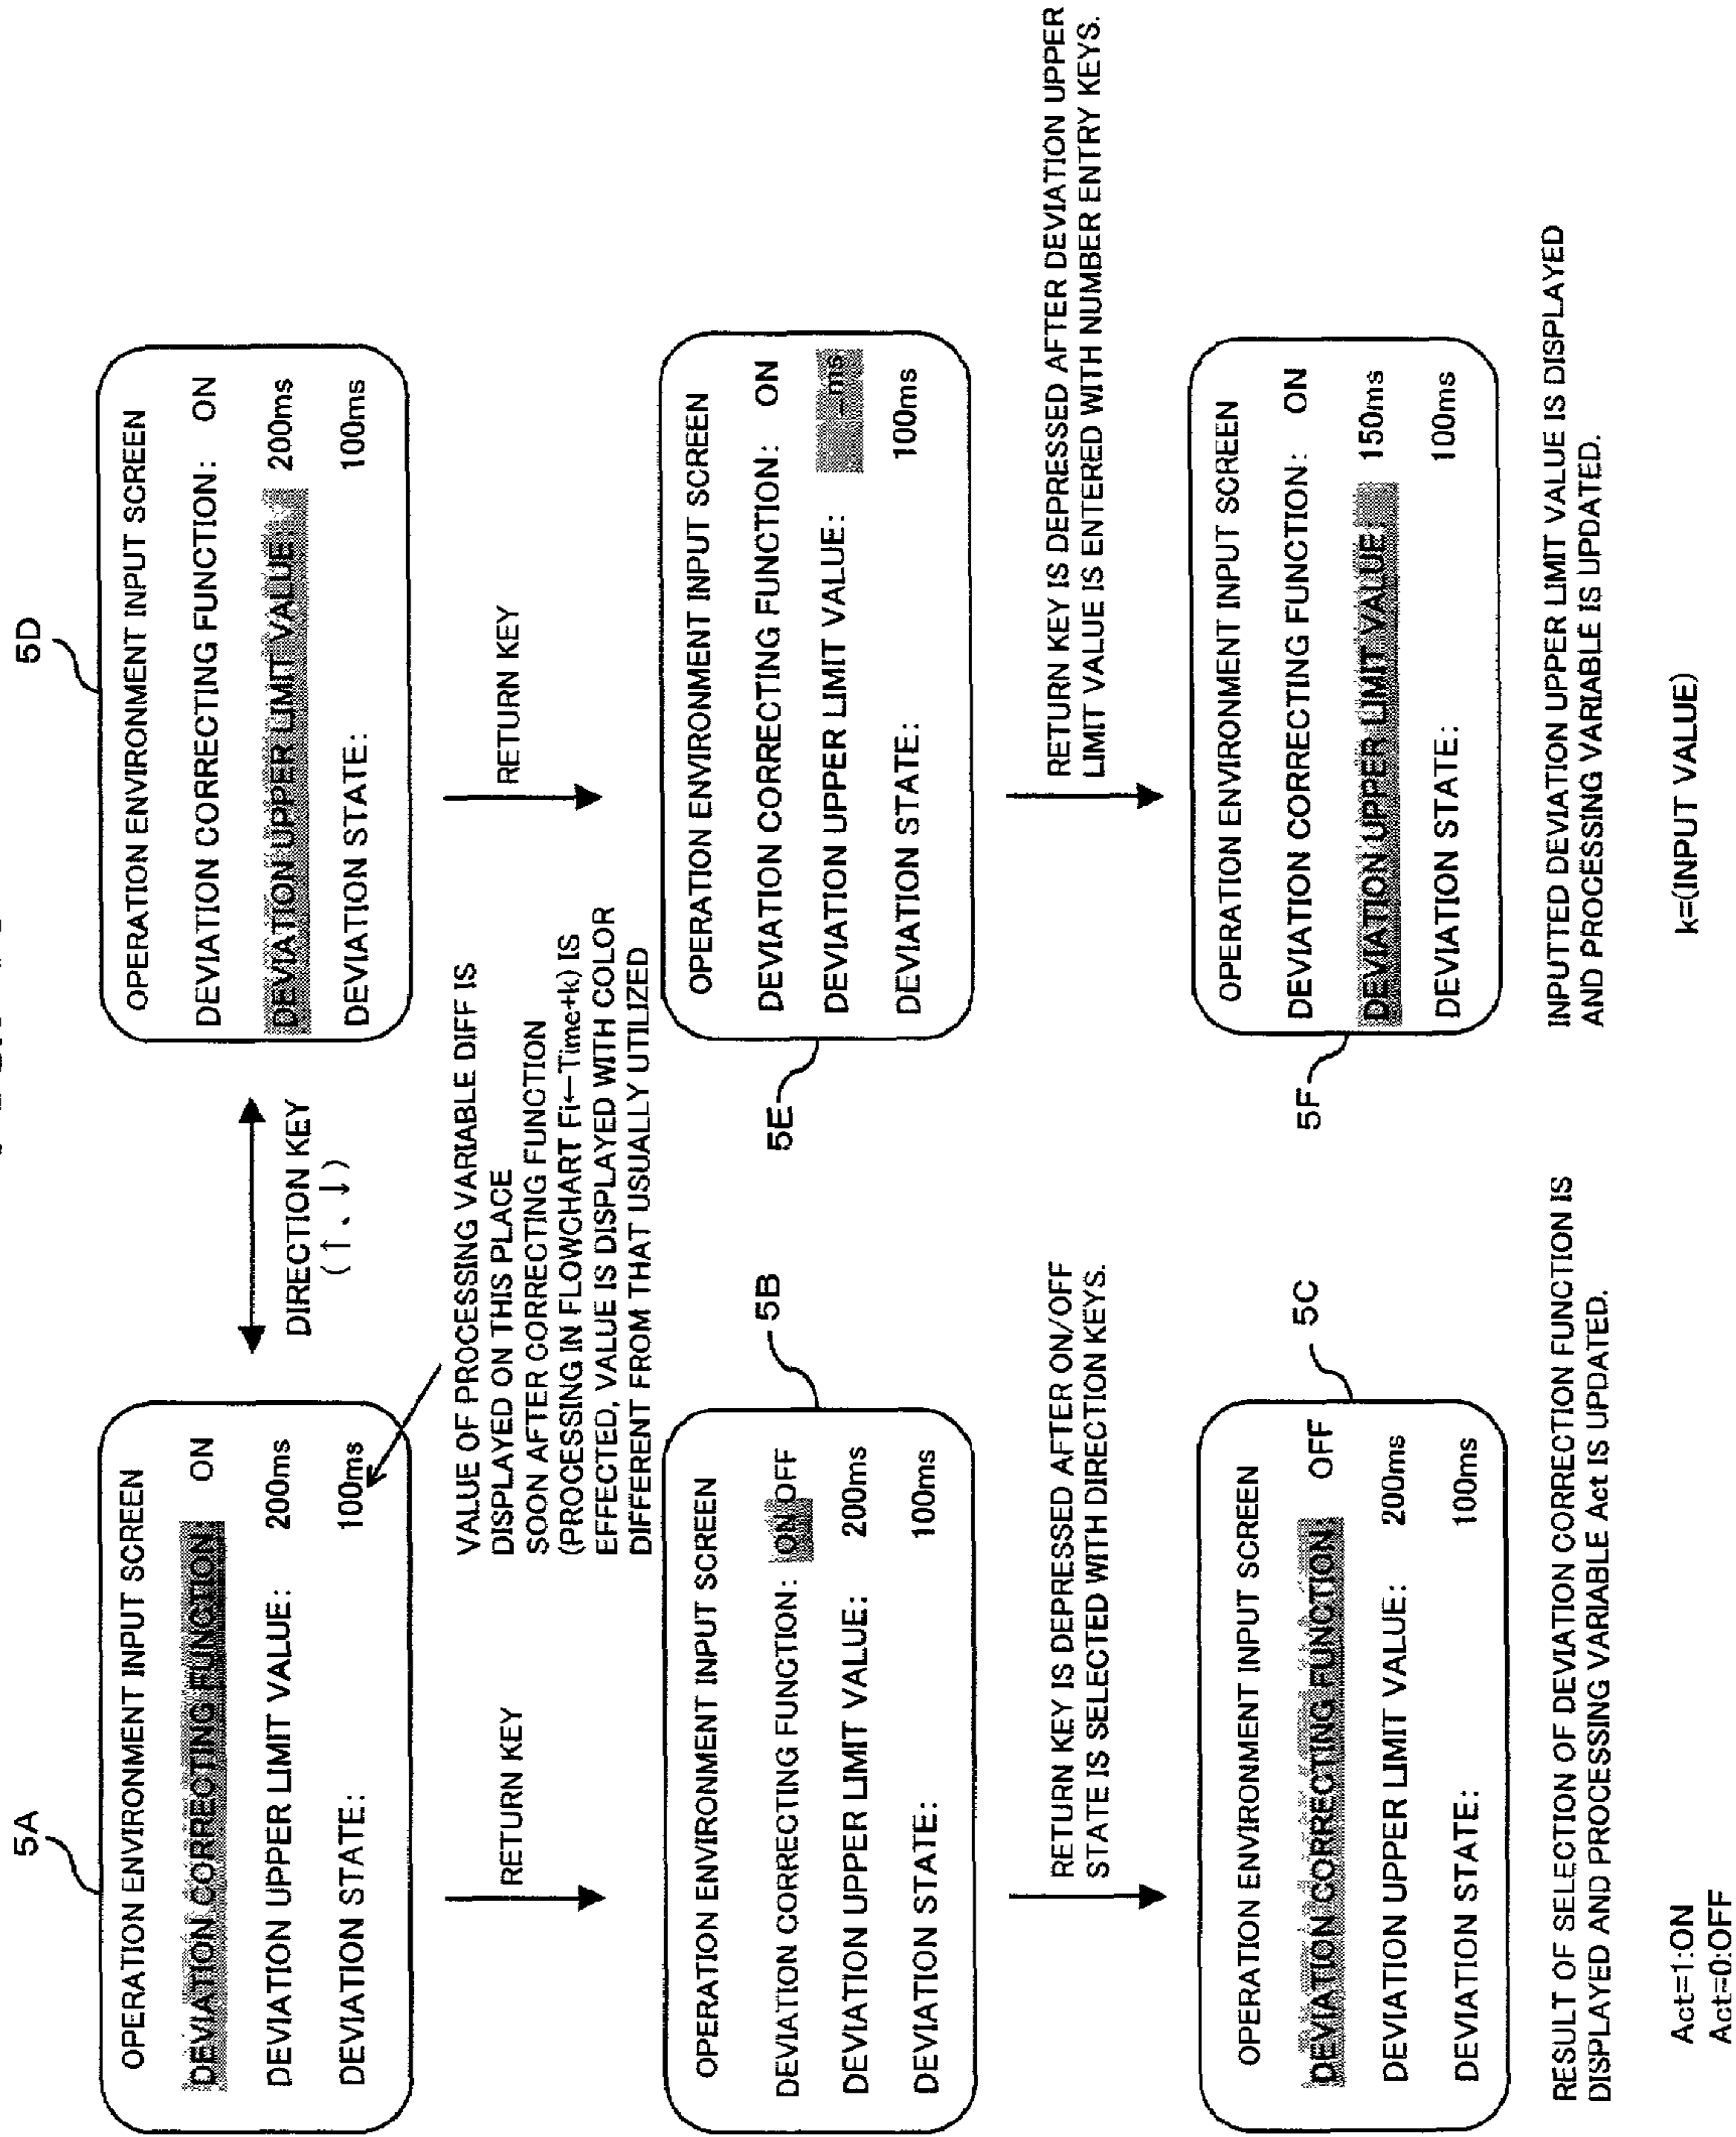 5A
OPERATION ENVIRONMENT INPUT SCREEN
DEVIATION CORRECTING FUNCTION: ON
DEVIATION UPPER LIMIT VALUE: 200ms
DEVIATION STATE: 100ms
DIRECTION KEY
(↑、↓)
VALUE OF PROCESSING VARIABLE DIFF IS
DISPLAYED ON THIS PLACE
SOON AFTER CORRECTING FUNCTION
(PROCESSING IN FLOWCHART Fi←Time+k) IS
EFFECTED, VALUE IS DISPLAYED WITH COLOR
DIFFERENT FROM THAT USUALLY UTILIZED
RETURN KEY
5B
OPERATION ENVIRONMENT INPUT SCREEN
DEVIATION CORRECTING FUNCTION: ON OFF
DEVIATION UPPER LIMIT VALUE: 200ms
DEVIATION STATE: 100ms
RETURN KEY IS DEPRESSED AFTER ON/OFF
STATE IS SELECTED WITH DIRECTION KEYS.
5C
OPERATION ENVIRONMENT INPUT SCREEN
DEVIATION CORRECTING FUNCTION: OFF
DEVIATION UPPER LIMIT VALUE: 200ms
DEVIATION STATE: 100ms
RESULT OF SELECTION OF DEVIATION CORRECTION FUNCTION IS
DISPLAYED AND PROCESSING VARIABLE Act IS UPDATED.
Act=1:ON
Act=0:OFF
5D
OPERATION ENVIRONMENT INPUT SCREEN
DEVIATION CORRECTING FUNCTION: ON
DEVIATION UPPER LIMIT VALUE: 200ms
DEVIATION STATE: 100ms
RETURN KEY
5E
OPERATION ENVIRONMENT INPUT SCREEN
DEVIATION CORRECTING FUNCTION: ON
DEVIATION UPPER LIMIT VALUE: _ms
DEVIATION STATE: 100ms
RETURN KEY IS DEPRESSED AFTER DEVIATION UPPER
LIMIT VALUE IS ENTERED WITH NUMBER ENTRY KEYS.
5F
OPERATION ENVIRONMENT INPUT SCREEN
DEVIATION CORRECTING FUNCTION: ON
DEVIATION UPPER LIMIT VALUE: 150ms
DEVIATION STATE: 100ms
INPUTTED DEVIATION UPPER LIMIT VALUE IS DISPLAYED
AND PROCESSING VARIABLE IS UPDATED.
k=(INPUT VALUE)